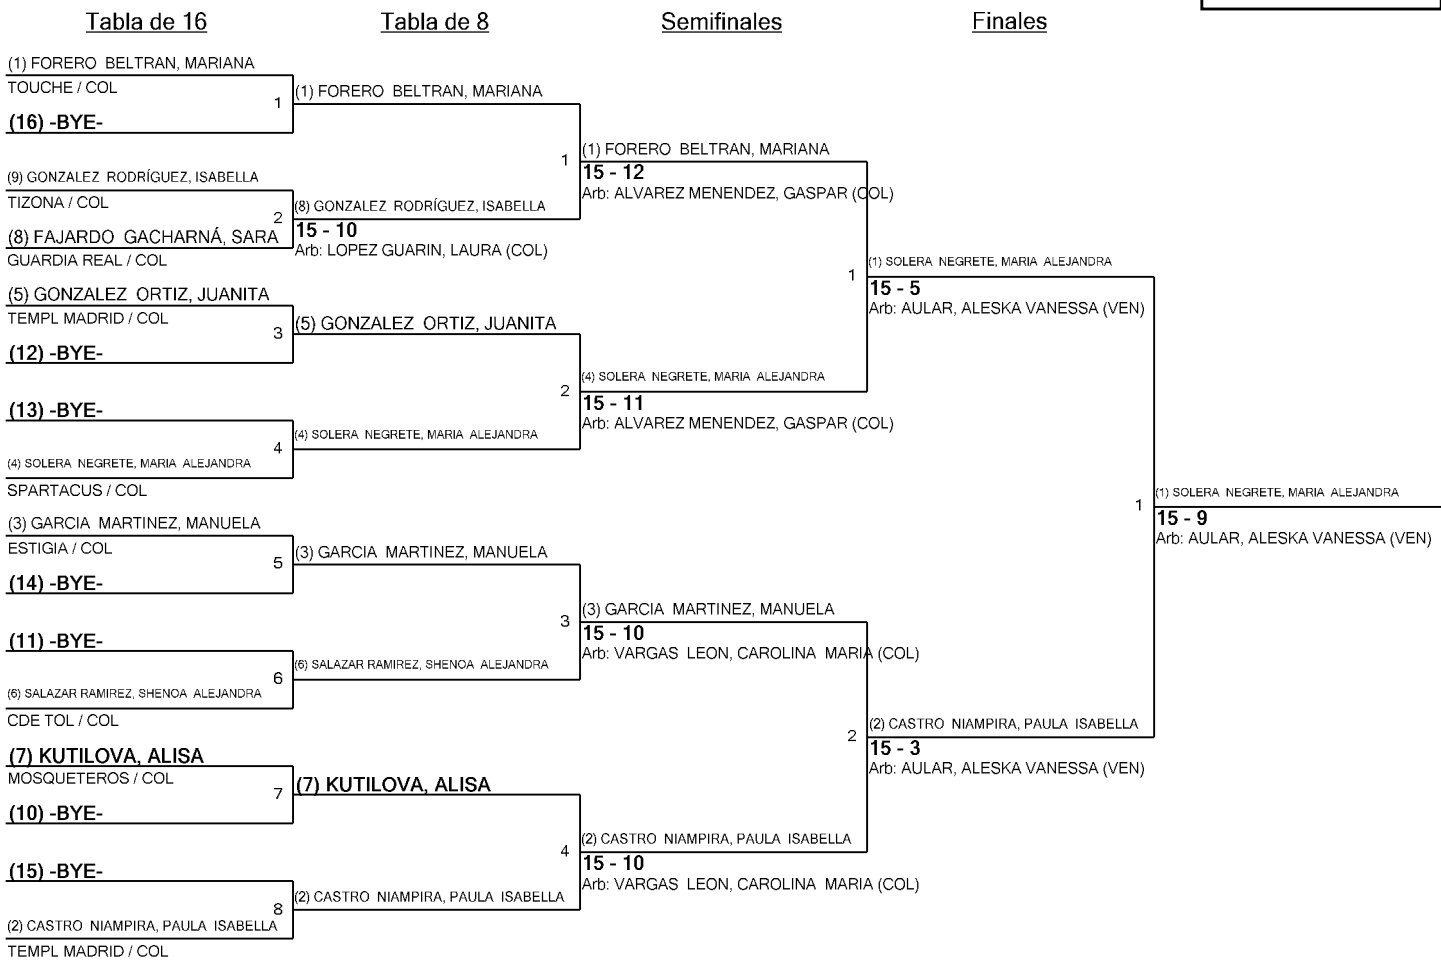 Tabla de 16
Tabla de 8
Semifinales
Finales
(1) FORERO BELTRAN, MARIANA
TOUCHE / COL
1
(16) -BYE-
(9) GONZALEZ RODRÍGUEZ, ISABELLA
TIZONA / COL
2
(8) FAJARDO GACHARNÁ, SARA
GUARDIA REAL / COL
(5) GONZALEZ ORTIZ, JUANITA
TEMPL MADRID / COL
3
(12) -BYE-
(13) -BYE-
4
(4) SOLERA NEGRETE, MARIA ALEJANDRA
SPARTACUS / COL
(3) GARCIA MARTINEZ, MANUELA
ESTIGIA / COL
5
(14) -BYE-
(11) -BYE-
6
(6) SALAZAR RAMIREZ, SHENOA ALEJANDRA
CDE TOL / COL
(7) KUTILOVA, ALISA
MOSQUETEROS / COL
7
(10) -BYE-
(15) -BYE-
8
(2) CASTRO NIAMPIRA, PAULA ISABELLA
TEMPL MADRID / COL
(1) FORERO BELTRAN, MARIANA
1
(8) GONZALEZ RODRÍGUEZ, ISABELLA
15 - 10
Arb: LOPEZ GUARIN, LAURA (COL)
(5) GONZALEZ ORTIZ, JUANITA
2
(4) SOLERA NEGRETE, MARIA ALEJANDRA
(3) GARCIA MARTINEZ, MANUELA
3
(6) SALAZAR RAMIREZ, SHENOA ALEJANDRA
(7) KUTILOVA, ALISA
4
(2) CASTRO NIAMPIRA, PAULA ISABELLA
(1) FORERO BELTRAN, MARIANA
15 - 12
Arb: ALVAREZ MENENDEZ, GASPAR (COL)
1
(4) SOLERA NEGRETE, MARIA ALEJANDRA
15 - 11
Arb: ALVAREZ MENENDEZ, GASPAR (COL)
(3) GARCIA MARTINEZ, MANUELA
15 - 10
Arb: VARGAS LEON, CAROLINA MARIA (COL)
2
(2) CASTRO NIAMPIRA, PAULA ISABELLA
15 - 10
Arb: VARGAS LEON, CAROLINA MARIA (COL)
(1) SOLERA NEGRETE, MARIA ALEJANDRA
15 - 5
Arb: AULAR, ALESKA VANESSA (VEN)
1
(2) CASTRO NIAMPIRA, PAULA ISABELLA
15 - 3
Arb: AULAR, ALESKA VANESSA (VEN)
(1) SOLERA NEGRETE, MARIA ALEJANDRA
15 - 9
Arb: AULAR, ALESKA VANESSA (VEN)